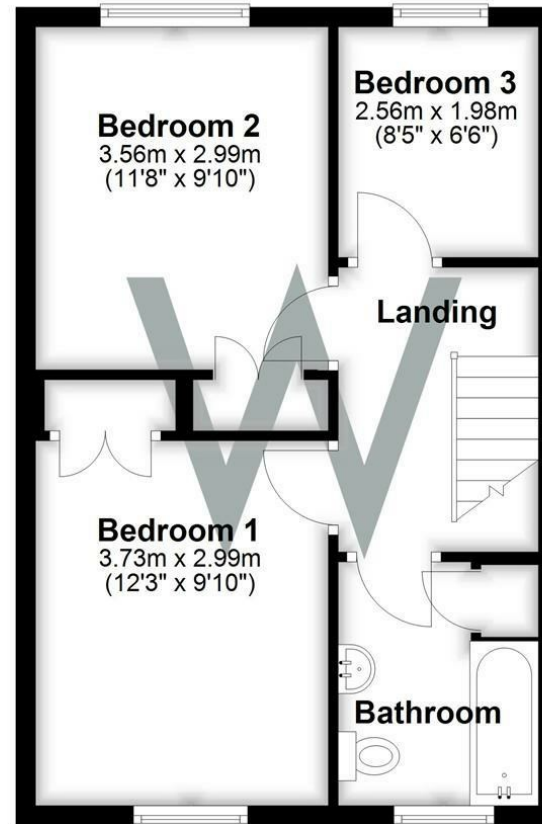 Bedroom 2
3.56m x 2.99m
(11'8" x 9'10")
Bedroom 3
2.56m x 1.98m
(8'5" x 6'6")
Landing
Bedroom 1
3.73m x 2.99m
(12'3" x 9'10")
Bathroom
W